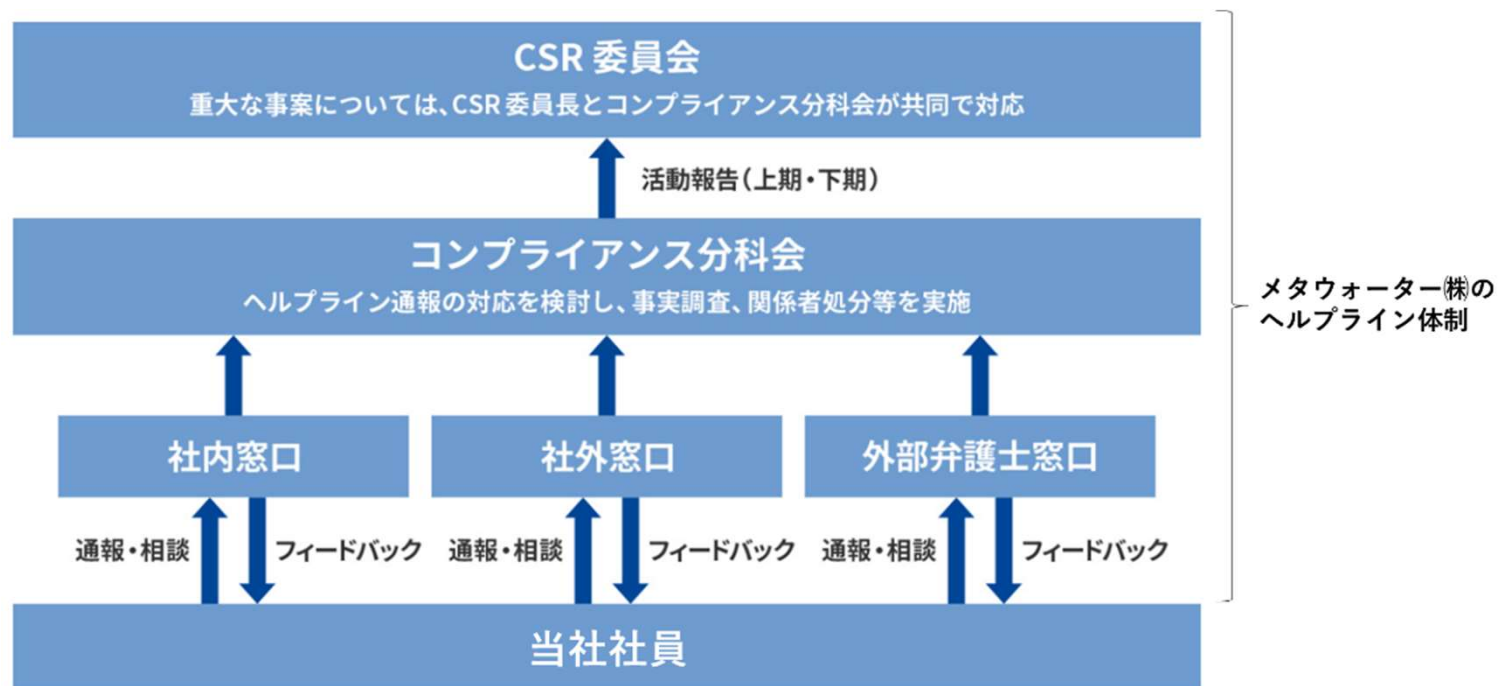 CSR 委員会
重大な事案については、CSR 委員長とコンプライアンス分科会が共同で対応
活動報告（上期・下期）
コンプライアンス分科会
ヘルプライン通報の対応を検討し、事実調査、関係者処分等を実施
メタウォーター㈱の
ヘルプライン体制
社内窓口
社外窓口
外部弁護士窓口
通報・相談
フィードバック
通報・相談
フィードバック
通報・相談
フィードバック
当社社員